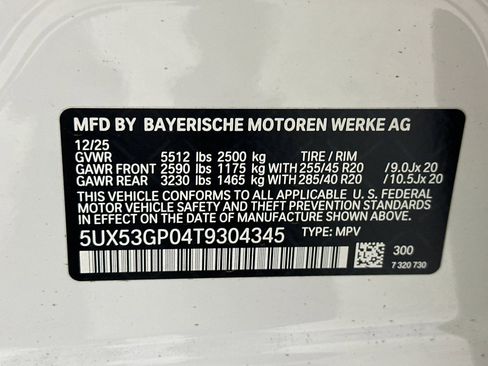 MFD BY BAYERISCHE MOTOREN WERKE AG
12/25
GVWR 5512 lbs 2500 kg TIRE / RIM
GAWR FRONT 2590 lbs 1175 kg WITH 255/45 R20 / 9.0Jx 20
GAWR REAR 3230 lbs 1465 kg WITH 285/40 R20 / 10.5Jx 20
THIS VEHICLE CONFORMS TO ALL APPLICABLE U. S. FEDERAL
MOTOR VEHICLE SAFETY STANDARDS IN EFFECT
ON THE DATE OF MANUFACTURE SHOWN ABOVE.
5UX53GP04T9304345 TYPE: MPV
300
7 320 730